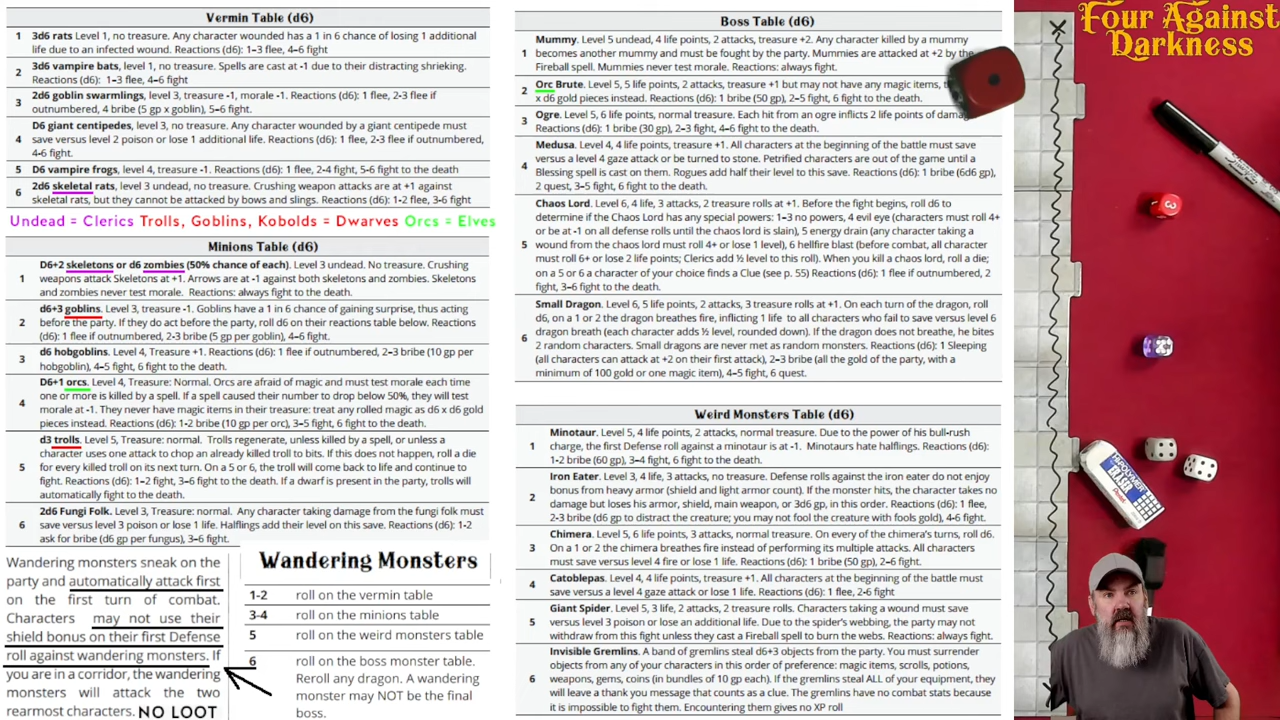 Vermin Table (d6)
1 3d6 rats Level 1, no treasure. Any character wounded has a 1 in 6 chance of losing 1 additional
life due to an infected wound. Reactions (d6): 1–3 flee, 4–6 fight
2 3d6 vampire bats, level 1, no treasure. Spells are cast at -1 due to their distracting shrieking.
Reactions (d6): 1–3 flee, 4–6 fight
3 2d6 goblin swarmlings, level 3, treasure -1, morale -1. Reactions (d6): 1 flee, 2-3 flee if
outnumbered, 4 bribe (5 gp x goblin), 5–6 fight.
4 D6 giant centipedes, level 3, no treasure. Any character wounded by a giant centipede must
save versus level 2 poison or lose 1 additional life. Reactions (d6): 1 flee, 2-3 flee if outnumbered,
4–6 fight.
5 D6 vampire frogs, level 4, treasure -1. Reactions (d6): 1 flee, 2-4 fight, 5-6 fight to the death
6 2d6 skeletal rats, level 3 undead, no treasure. Crushing weapon attacks are at +1 against
skeletal rats, but they cannot be attacked by bows and slings. Reactions (d6): 1-2 flee, 3-6 fight
Undead = Clerics Trolls, Goblins, Kobolds = Dwarves Orcs = Elves
Minions Table (d6)
1 D6+2 skeletons or d6 zombies (50% chance of each). Level 3 undead. No treasure. Crushing
weapons attack Skeletons at +1. Arrows are at -1 against both skeletons and zombies. Skeletons
and zombies never test morale. Reactions: always fight to the death.
2 d6+3 goblins. Level 3, treasure -1. Goblins have a 1 in 6 chance of gaining surprise, thus acting
before the party. If they do act before the party, roll d6 on their reactions table below. Reactions
(d6): 1 flee if outnumbered, 2-3 bribe (5 gp per goblin), 4–6 fight.
3 d6 hobgoblins. Level 4, Treasure +1. Reactions (d6): 1 flee if outnumbered, 2–3 bribe (10 gp per
hobgoblin), 4–5 fight, 6 fight to the death.
4 D6+1 orcs. Level 4, Treasure: Normal. Orcs are afraid of magic and must test morale each time
one or more is killed by a spell. If a spell caused their number to drop below 50%, they will test
morale at -1. They never have magic items in their treasure: treat any rolled magic as d6 x d6 gold
pieces instead. Reactions (d6): 1-2 bribe (10 gp per orc), 3–5 fight, 6 fight to the death.
5 d3 trolls. Level 5, Treasure: normal. Trolls regenerate, unless killed by a spell, or unless a
character uses one attack to chop an already killed troll to bits. If this does not happen, roll a die
for every killed troll on its next turn. On a 5 or 6, the troll will come back to life and continue to
fight. Reactions (d6): 1–2 fight, 3–6 fight to the death. If a dwarf is present in the party, trolls will
automatically fight to the death.
6 2d6 Fungi Folk. Level 3, Treasure: normal. Any character taking damage from the fungi folk must
save versus level 3 poison or lose 1 life. Halflings add their level on this save. Reactions (d6): 1-2
ask for bribe (d6 gp per fungus), 3–6 fight.
Wandering monsters sneak on the
party and automatically attack first
on the first turn of combat.
Characters may not use their
shield bonus on their first Defense
roll against wandering monsters. If
you are in a corridor, the wandering
monsters will attack the two
rearmost characters. NO LOOT
Wandering Monsters
1-2 roll on the vermin table
3-4 roll on the minions table
5 roll on the weird monsters table
6 roll on the boss monster table.
Reroll any dragon. A wandering
monster may NOT be the final
boss.
Boss Table (d6)
1 Mummy. Level 5 undead, 4 life points, 2 attacks, treasure +2. Any character killed by a mummy
becomes another mummy and must be fought by the party. Mummies are attacked at +2 by the
Fireball spell. Mummies never test morale. Reactions: always fight.
2 Orc Brute. Level 5, 5 life points, 2 attacks, treasure +1 but may not have any magic items,
x d6 gold pieces instead. Reactions (d6): 1 bribe (50 gp), 2–5 fight, 6 fight to the death.
3 Ogre. Level 5, 6 life points, normal treasure. Each hit from an ogre inflicts 2 life points of
Reactions (d6): 1 bribe (30 gp), 2–3 fight, 4–6 fight to the death.
4 Medusa. Level 4, 4 life points, treasure +1. All characters at the beginning of the battle must save
versus a level 4 gaze attack or be turned to stone. Petrified characters are out of the game until a
Blessing spell is cast on them. Rogues add half their level to this save. Reactions (d6): 1 bribe (6d6 gp),
2 quest, 3–5 fight, 6 fight to the death.
5 Chaos Lord. Level 6, 4 life, 3 attacks, 2 treasure rolls at +1. Before the fight begins, roll d6 to
determine if the Chaos Lord has any special powers: 1–3 no powers, 4 evil eye (characters must roll 4+
or be at -1 on all defense rolls until the chaos lord is slain), 5 energy drain (any character taking a
wound from the chaos lord must roll 4+ or lose 1 level), 6 hellfire blast (before combat, all character
must roll 6+ or lose 2 life points; Clerics add ½ level to this roll). When you kill a chaos lord, roll a die;
on a 5 or 6 a character of your choice finds a Clue (see p. 55) Reactions (d6): 1 flee if outnumbered, 2
fight, 3–6 fight to the death.
6 Small Dragon. Level 6, 5 life points, 2 attacks, 3 treasure rolls at +1. On each turn of the dragon, roll
d6, on a 1 or 2 the dragon breathes fire, inflicting 1 life to all characters who fail to save versus level 6
dragon breath (each character adds ½ level, rounded down). If the dragon does not breathe, he bites
2 random characters. Small dragons are never met as random monsters. Reactions (d6): 1 Sleeping
(all characters can attack at +2 on their first attack), 2–3 bribe (all the gold of the party, with a
minimum of 100 gold or one magic item), 4–5 fight, 6 quest.
Weird Monsters Table (d6)
1 Minotaur. Level 5, 4 life points, 2 attacks, normal treasure. Due to the power of his bull-rush
charge, the first Defense roll against a minotaur is at -1. Minotaurs hate halflings. Reactions (d6):
1-2 bribe (60 gp), 3–4 fight, 6 fight to the death.
2 Iron Eater. Level 3, 4 life, 3 attacks, no treasure. Defense rolls against the iron eater do not enjoy
bonus from heavy armor (shield and light armor count). If the monster hits, the character takes no
damage but loses his armor, shield, main weapon, or 3d6 gp, in this order. Reactions (d6): 1 flee,
2–3 bribe (d6 gp to distract the creature; you may not fool the creature with fools gold), 4–6 fight.
3 Chimera. Level 5, 6 life points, 3 attacks, normal treasure. On every of the chimera's turns, roll d6.
On a 1 or 2 the chimera breathes fire instead of performing its multiple attacks. All characters
must save versus level 4 fire or lose 1 life. Reactions (d6): 1 bribe (50 gp), 2–6 fight.
4 Catoblepas. Level 4, 4 life points, treasure +1. All characters at the beginning of the battle must
save versus a level 4 gaze attack or lose 1 life. Reactions (d6): 1 flee, 2-6 fight
5 Giant Spider. Level 5, 3 life, 2 attacks, 2 treasure rolls. Characters taking a wound must save
versus level 3 poison or lose an additional life. Due to the spider's webbing, the party may not
withdraw from this fight unless they cast a Fireball spell to burn the webs. Reactions: always fight.
6 Invisible Gremlins. A band of gremlins steal d6+3 objects from the party. You must surrender
objects from any of your characters in this order of preference: magic items, scrolls, potions,
weapons, gems, coins (in bundles of 10 gp each). If the gremlins steal ALL of your equipment, they
will leave a thank you message that counts as a clue. The gremlins have no combat stats because
it is impossible to fight them. Encountering them gives no XP roll
Four Against
Darkness
Sharpie
HI-POLYMER
ERASER
Pentel